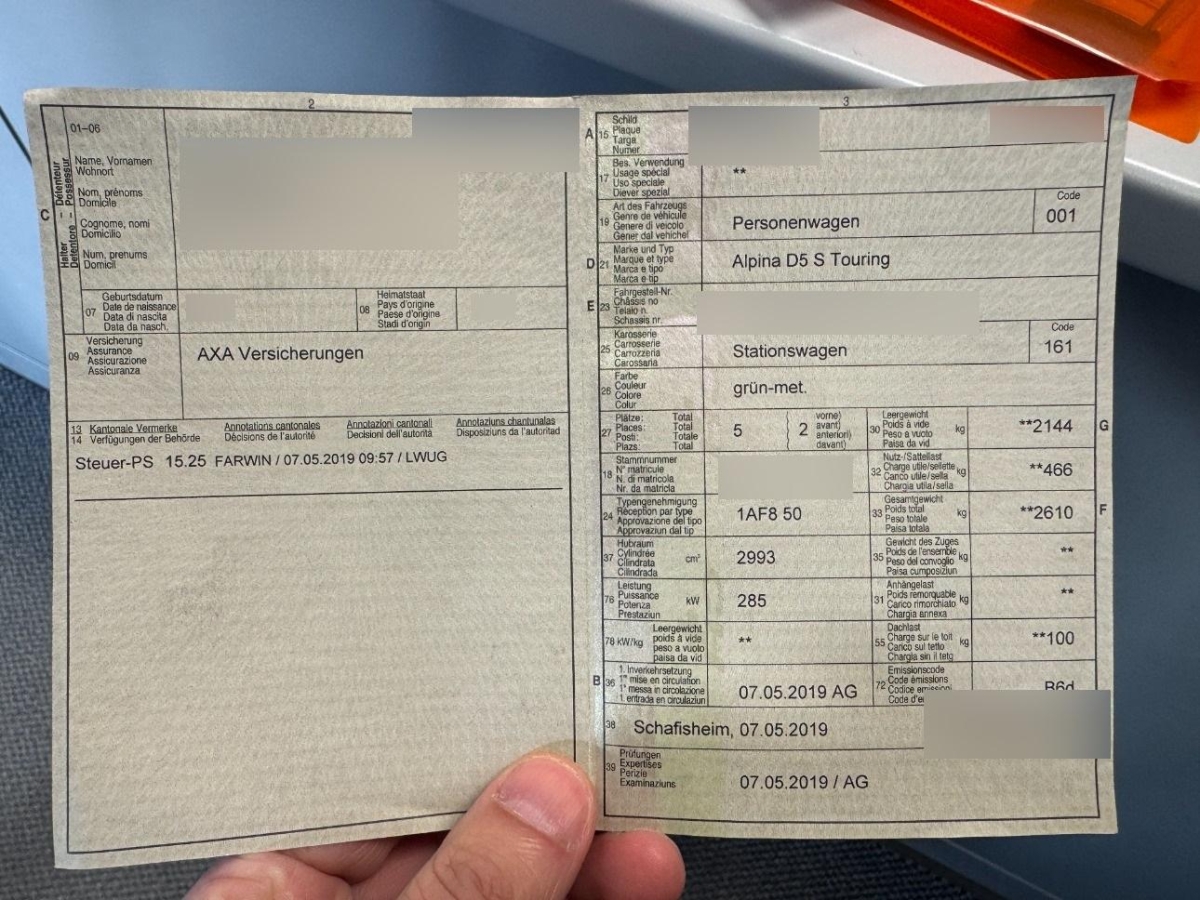 2
01-06
Name, Vornamen
Wohnort
Nom, prénoms
Domicile
Cognome, nomi
Domicilio
Num, prenums
Domicil
C
Halter Détenteur
Detentore Possessur
07
Geburtsdatum
Date de naissance
Data di nascita
Data da nasch.
08
Heimatstaat
Pays d'origine
Paese d'origine
Stadi d'origin
09
Versicherung
Assurance
Assicurazione
Assicuranza
AXA Versicherungen
13 Kantonale Vermerke Annotations cantonales Annotazioni cantonali Annotaziuns chantunalas
14 Verfügungen der Behörde Décisions de l'autorité Decisioni dell'autorità Disposiziuns da l'autoritad
Steuer-PS 15.25 FARWIN / 07.05.2019 09:57 / LWUG
3
A 15
Schild
Plaque
Targa
Numer
17
Bes. Verwendung
Usage spécial
Uso speciale
Diever spezial
**
19
Art des Fahrzeugs
Genre de véhicule
Genere di veicolo
Gener dal vehichel
Personenwagen
Code
001
D 21
Marke und Typ
Marque et type
Marca e tipo
Marca e tip
Alpina D5 S Touring
E 23
Fahrgestell-Nr.
Châssis no
Telaio n.
Schassis nr.
25
Karosserie
Carrosserie
Carrozzeria
Carossaria
Stationswagen
Code
161
26
Farbe
Couleur
Colore
Colur
grün-met.
27
Plätze: Total
Places: Total
Posti: Totale
Plazs: Total
5
2
vorne)
avant)
anteriori)
davant)
30
Leergewicht
Poids à vide
Peso a vuoto
Paisa da vid
kg
**2144
G
18
Stammnummer
N° matricule
N. di matricola
Nr. da matricla
32
Nutz-/Sattellast
Charge utile/sellette
Carico utile/sella
Chargia utila/sella
kg
**466
24
Typengenehmigung
Réception par type
Approvazione del tipo
Approvaziun dal tip
1AF8 50
33
Gesamtgewicht
Poids total
Peso totale
Paisa totala
kg
**2610
F
37
Hubraum
Cylindrée
Cilindrata
Cilindrada
cm³
2993
35
Gewicht des Zuges
Poids de l'ensemble
Peso del convoglio
Paisa cumposiziun
kg
**
76
Leistung
Puissance
Potenza
Prestaziun
kW
285
31
Anhängelast
Poids remorquable
Carico rimorchiato
Chargia annexa
kg
**
78 kW/kg
Leergewicht
poids à vide
peso a vuoto
paisa da vid
**
55
Dachlast
Charge sur le toit
Carico sul tetto
Chargia sin il tetg
kg
**100
B 36
1. Inverkehrsetzung
1re mise en circulation
1a messa in circolazione
1. entrada en circulaziun
07.05.2019 AG
72
Emissionscode
Code émissions
Codice emissioni
Code d'e
B6d
38
Schafisheim, 07.05.2019
39
Prüfungen
Expertises
Perizie
Examinaziuns
07.05.2019 / AG